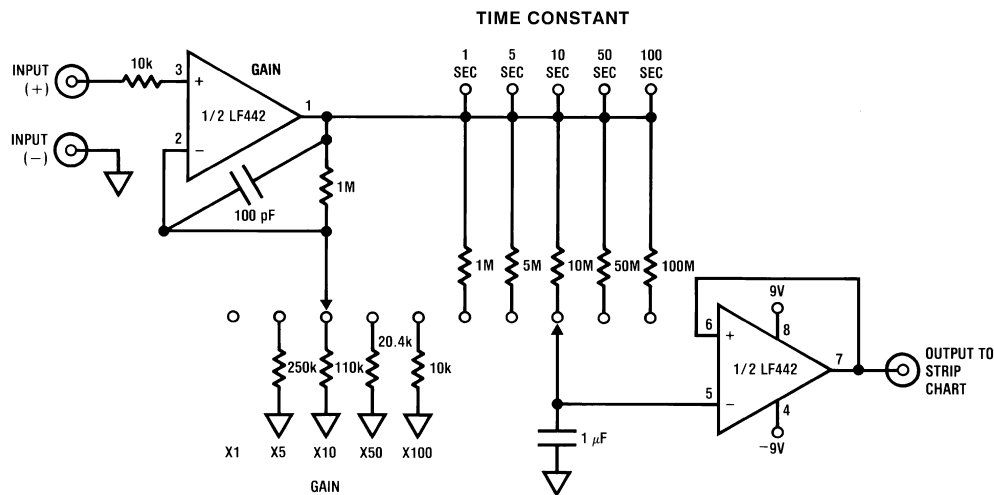 TIME CONSTANT
1 SEC
5 SEC
10 SEC
50 SEC
100 SEC
INPUT
(+)
10k
3
+
GAIN
1/2 LF442
1
INPUT
(−)
2
−
100 pF
1M
1M
5M
10M
50M
100M
250k
110k
20.4k
10k
X1
X5
X10
X50
X100
GAIN
1 μF
9V
8
6
+
1/2 LF442
7
5
−
4
−9V
OUTPUT TO
STRIP
CHART